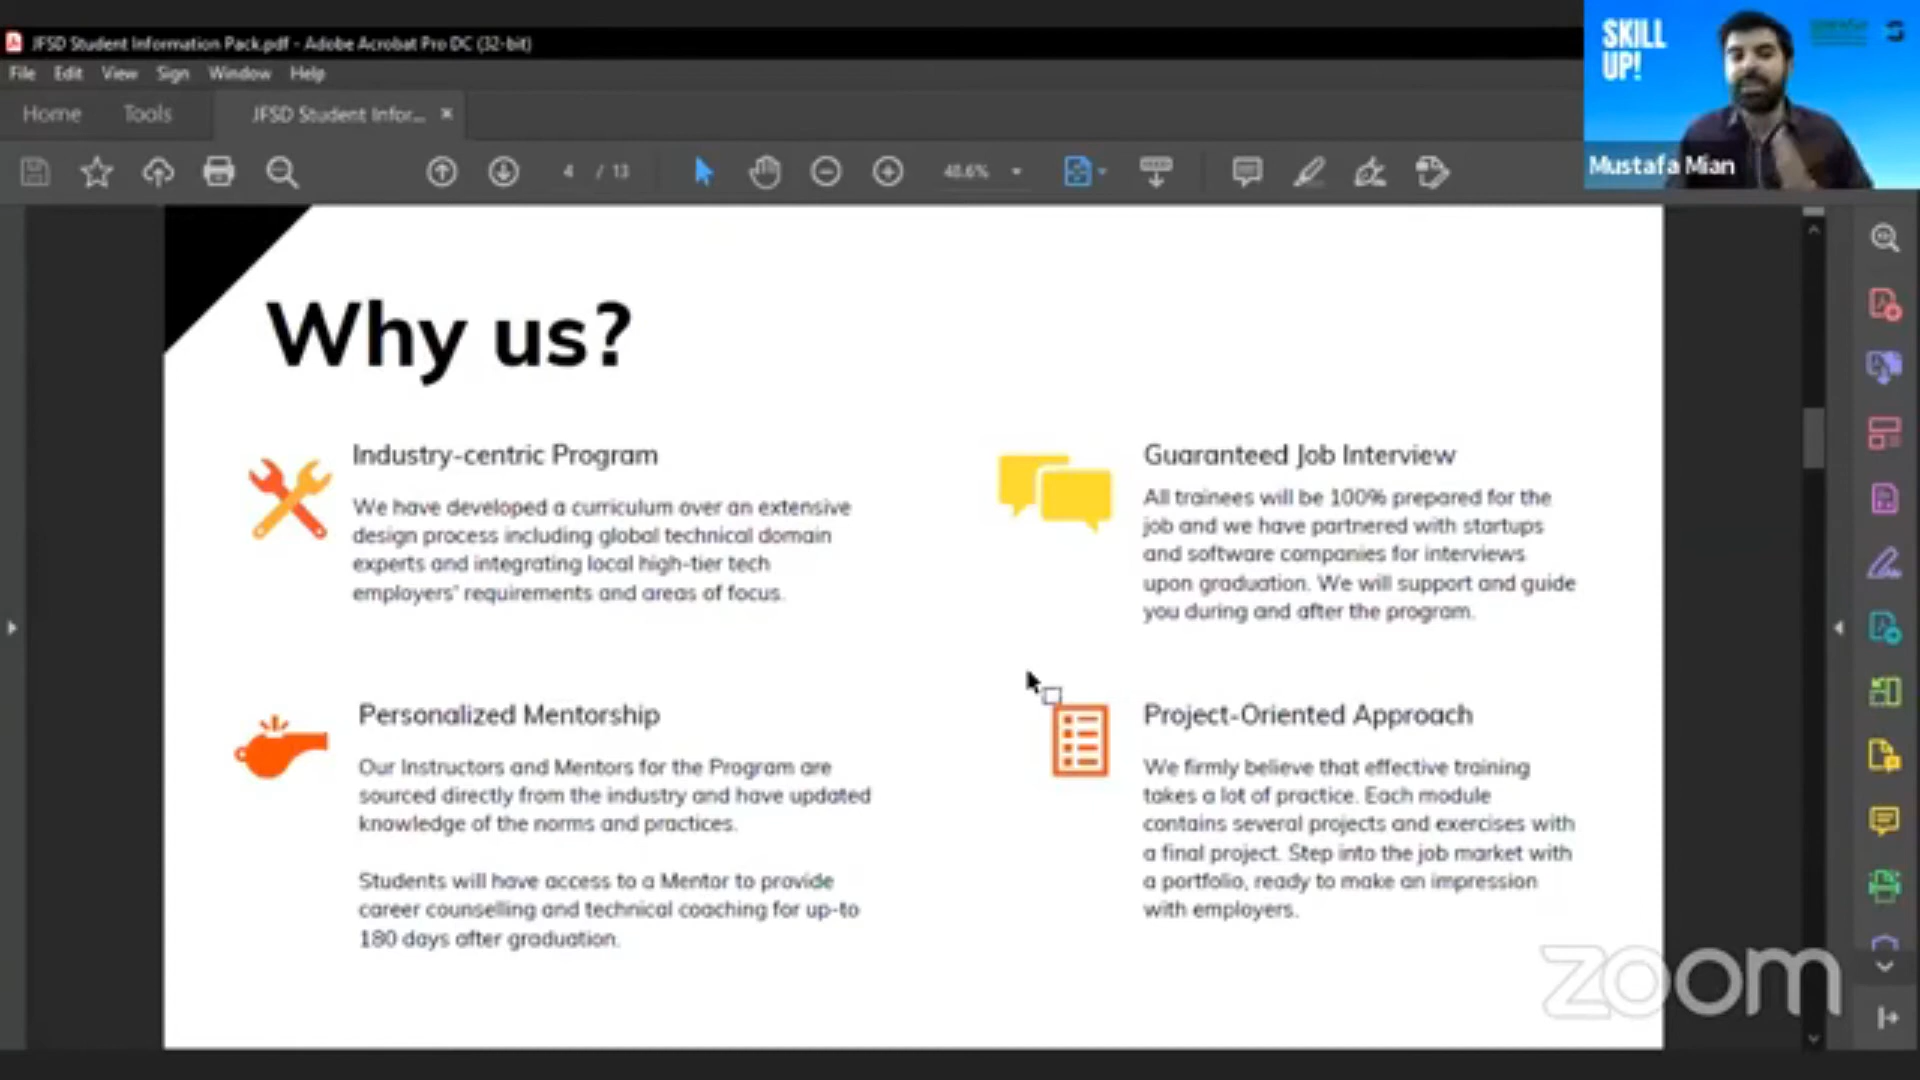 JFSD Student Information Pack.pdf - Adobe Acrobat Pro DC (32-bit)
File Edit View Sign Window Help
Home Tools JFSD Student Infor... ×
4 / 13 48.6%
SKILL
UP!
Mustafa Mian
Why us?
Industry-centric Program
We have developed a curriculum over an extensive
design process including global technical domain
experts and integrating local high-tier tech
employers' requirements and areas of focus.
Guaranteed Job Interview
All trainees will be 100% prepared for the
job and we have partnered with startups
and software companies for interviews
upon graduation. We will support and guide
you during and after the program.
Personalized Mentorship
Our Instructors and Mentors for the Program are
sourced directly from the industry and have updated
knowledge of the norms and practices.
Students will have access to a Mentor to provide
career counselling and technical coaching for up-to
180 days after graduation.
Project-Oriented Approach
We firmly believe that effective training
takes a lot of practice. Each module
contains several projects and exercises with
a final project. Step into the job market with
a portfolio, ready to make an impression
with employers.
zoom